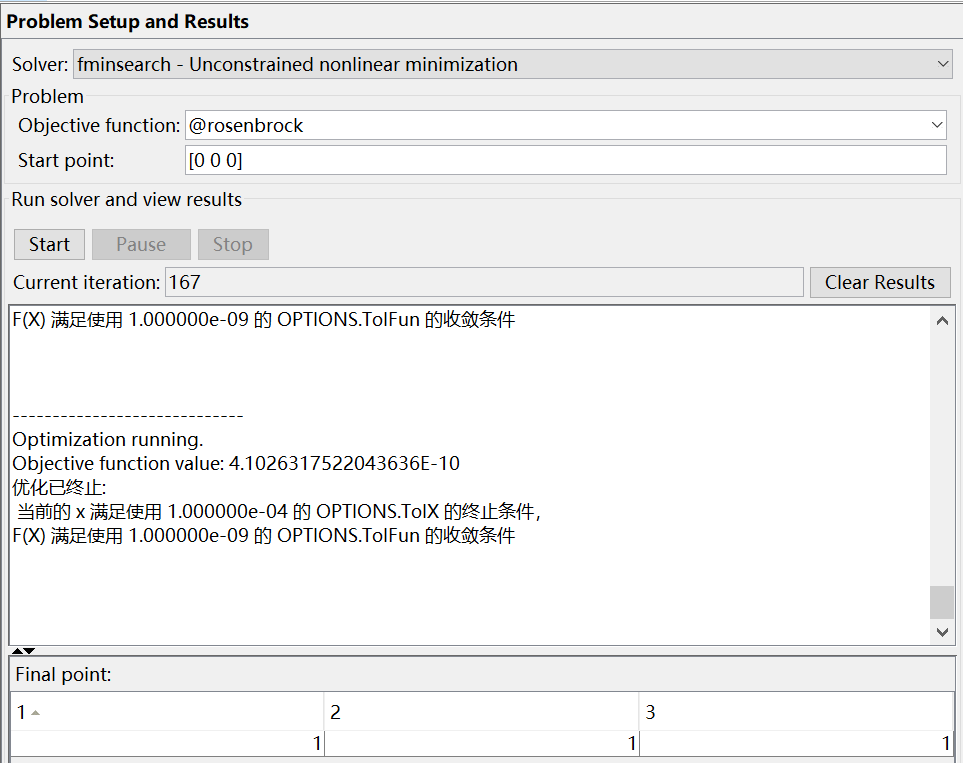 Problem Setup and Results
Solver: fminsearch - Unconstrained nonlinear minimization
Problem
Objective function: @rosenbrock
Start point: [0 0 0]
Run solver and view results
Start Pause Stop
Current iteration: 167 Clear Results
F(X) 满足使用 1.000000e-09 的 OPTIONS.TolFun 的收敛条件
-----------------------------
Optimization running.
Objective function value: 4.1026317522043636E-10
优化已终止:
当前的 x 满足使用 1.000000e-04 的 OPTIONS.TolX 的终止条件,
F(X) 满足使用 1.000000e-09 的 OPTIONS.TolFun 的收敛条件
Final point:
1 2 3
1 1 1